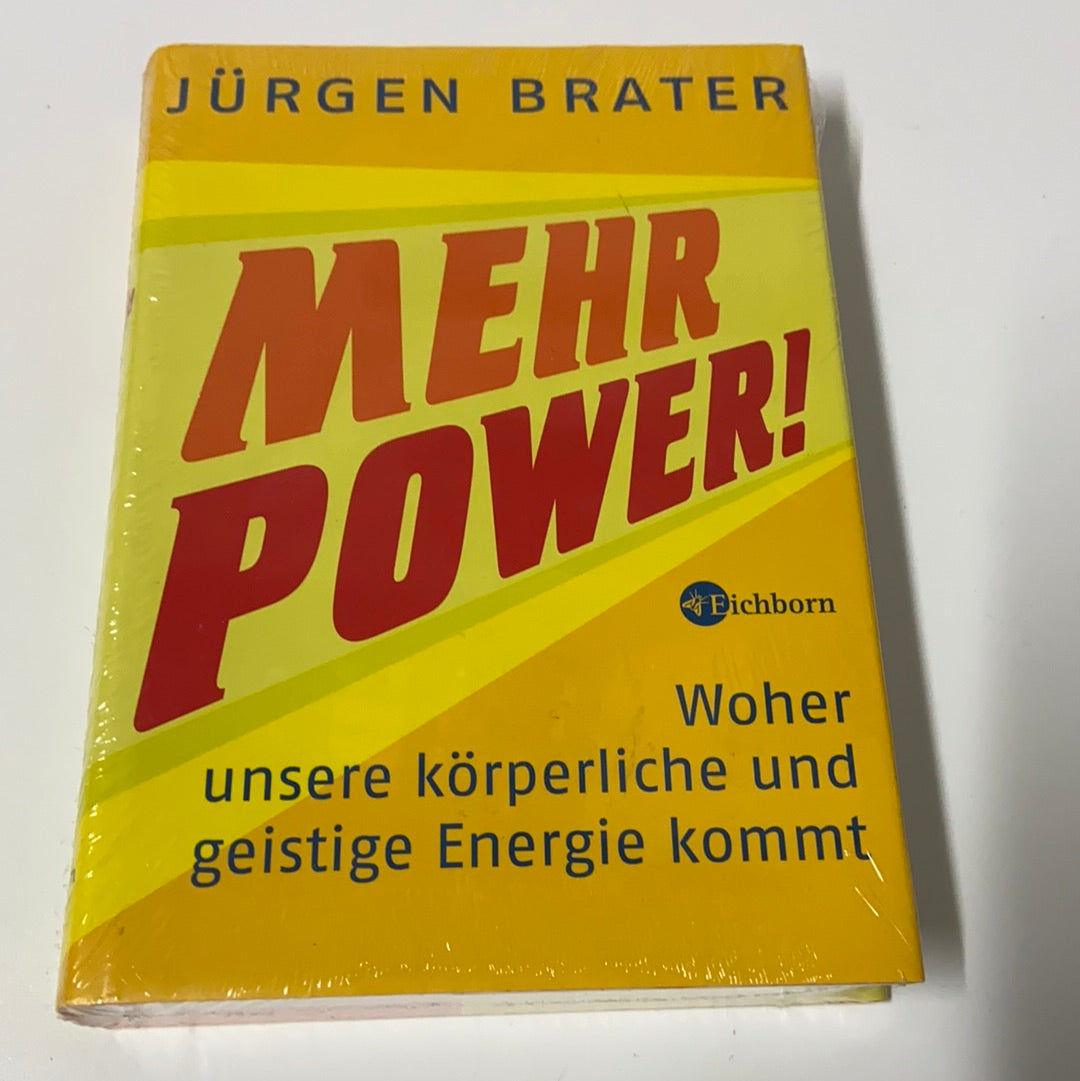 JÜRGEN BRATER
MEHR
POWER!
Eichborn
Woher
unsere körperliche und
geistige Energie kommt